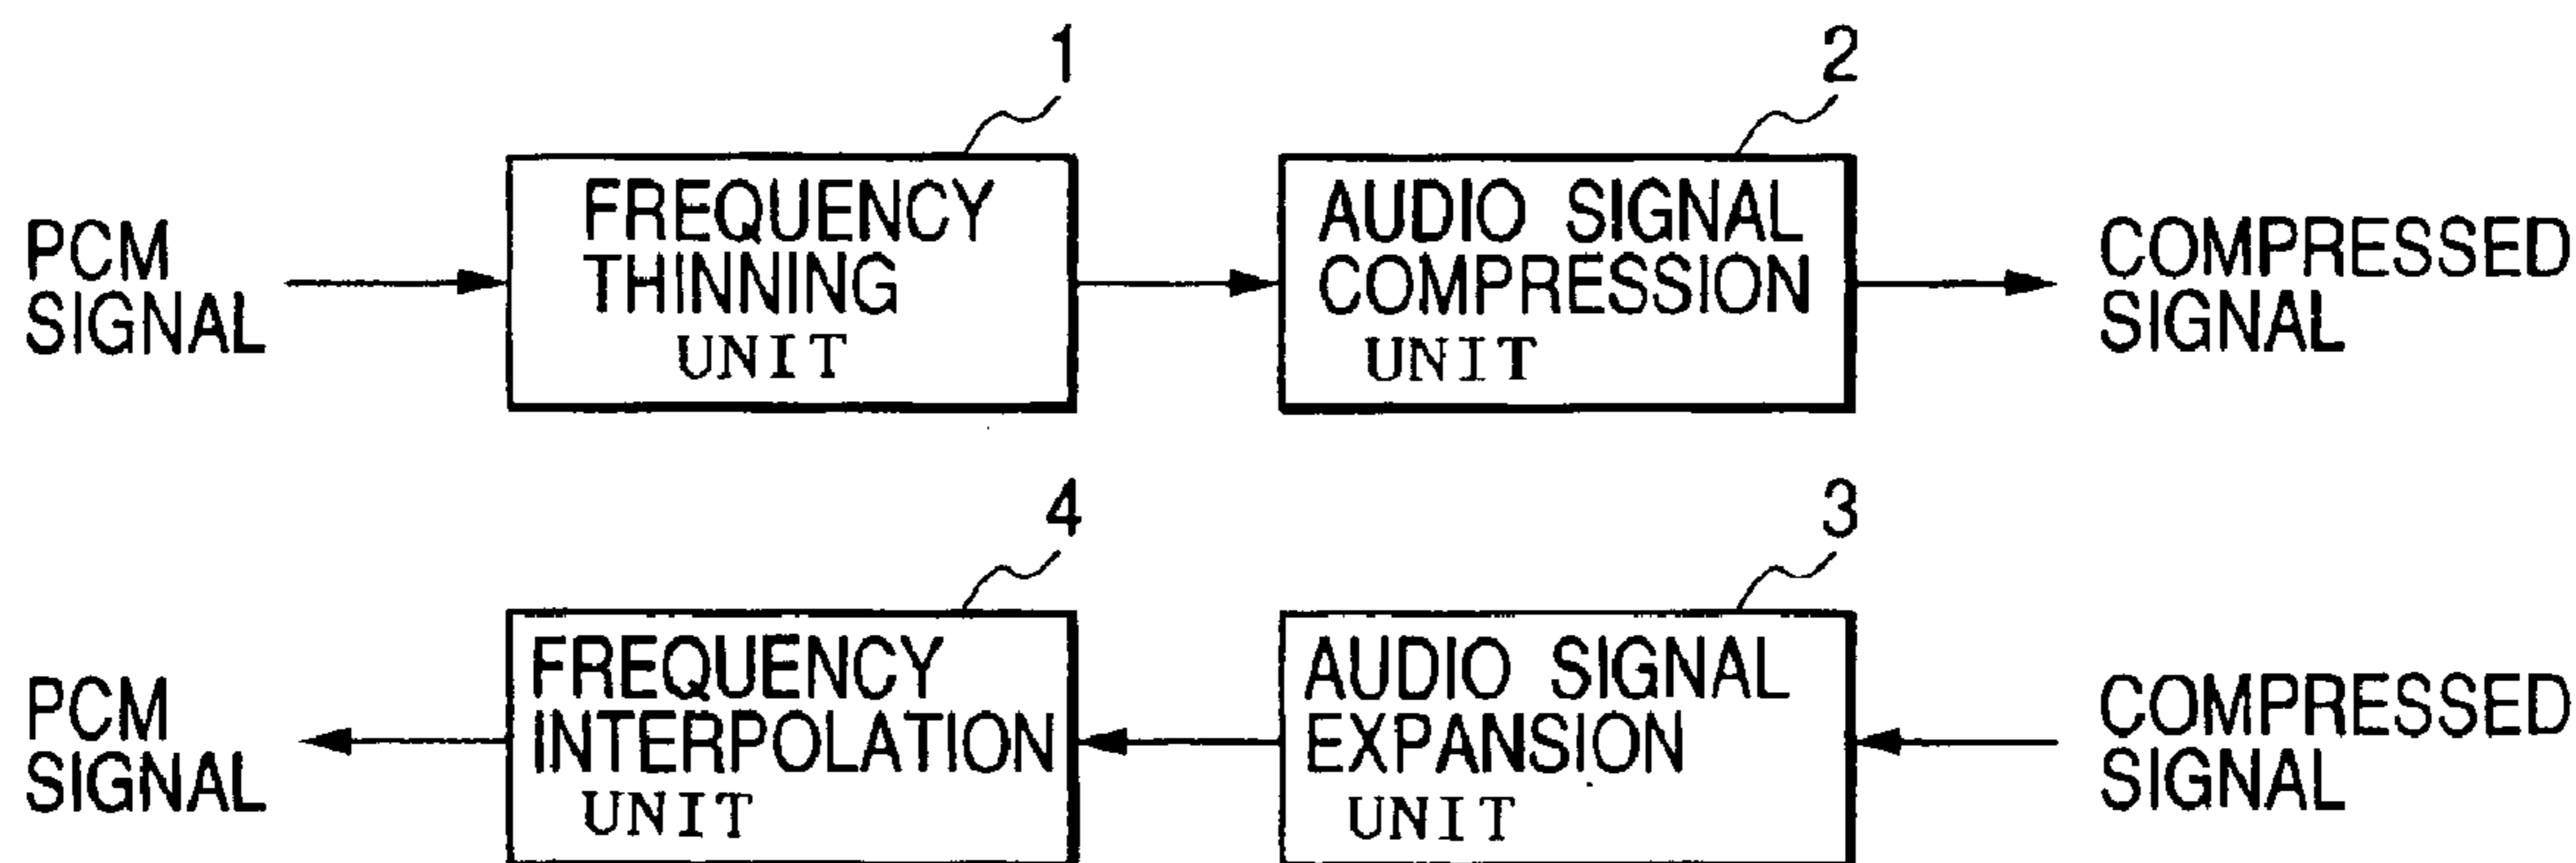 1
2
PCM
SIGNAL
FREQUENCY
THINNING
UNIT
AUDIO SIGNAL
COMPRESSION
UNIT
COMPRESSED
SIGNAL
4
3
PCM
SIGNAL
FREQUENCY
INTERPOLATION
UNIT
AUDIO SIGNAL
EXPANSION
UNIT
COMPRESSED
SIGNAL